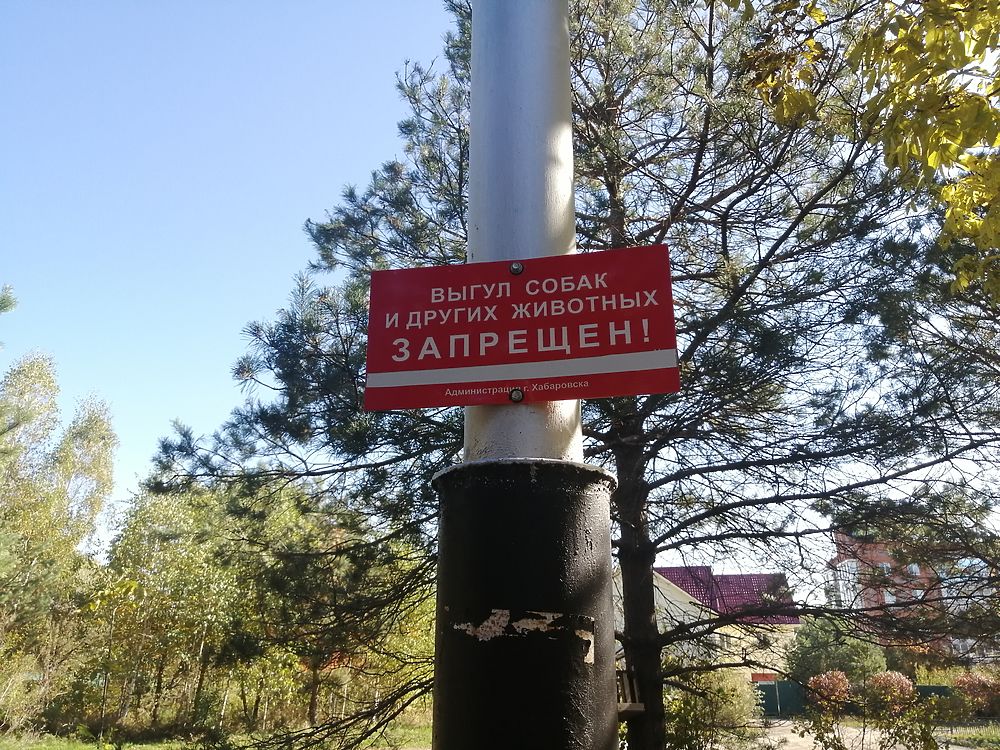 ВЫГУЛ СОБАК
И ДРУГИХ ЖИВОТНЫХ
ЗАПРЕЩЕН!
Администрация г. Хабаровска